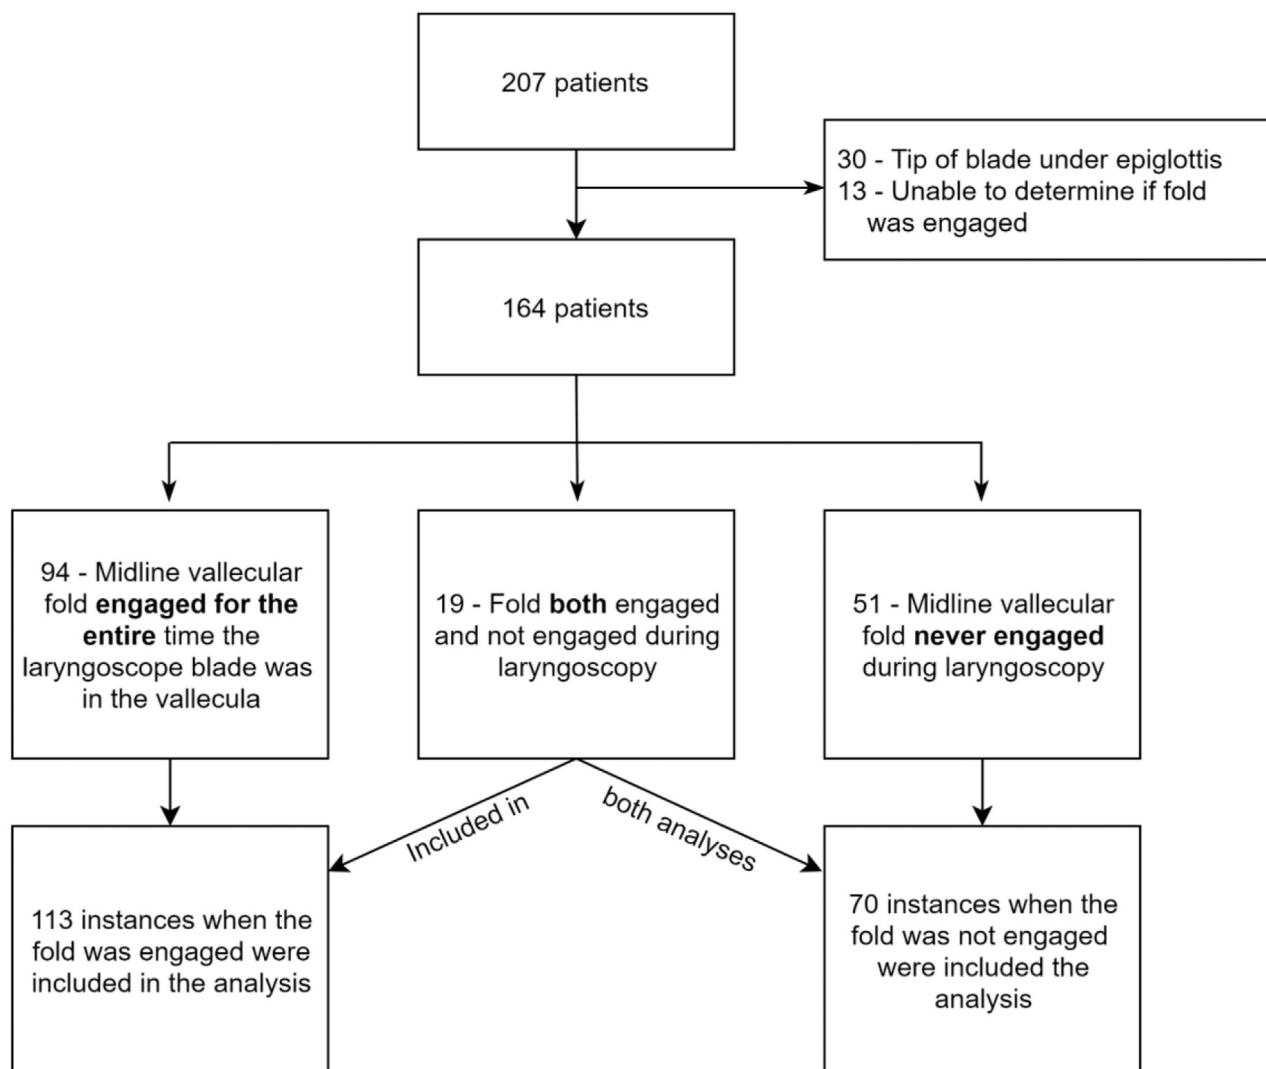 207 patients
30 - Tip of blade under epiglottis
13 - Unable to determine if fold
was engaged
164 patients
94 - Midline vallecular
fold engaged for the
entire time the
laryngoscope blade was
in the vallecula
19 - Fold both engaged
and not engaged during
laryngoscopy
51 - Midline vallecular
fold never engaged
during laryngoscopy
Included in
both analyses
113 instances when the
fold was engaged were
included in the analysis
70 instances when the
fold was not engaged
were included the
analysis